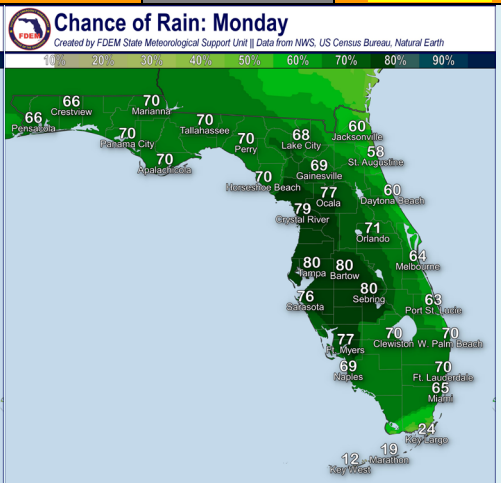 FDEM
Chance of Rain: Monday
Created by FDEM State Meteorological Support Unit || Data from NWS, US Census Bureau, Natural Earth
10% 20% 30% 40% 50% 60% 70% 80% 90%
66
Pensacola
66
Crestview
70
Marianna
70
Panama City
70
Apalachicola
70
Tallahassee
70
Perry
68
Lake City
60
Jacksonville
58
St. Augustine
69
Gainesville
70
Horseshoe Beach
77
Ocala
60
Daytona Beach
79
Crystal River
71
Orlando
64
Melbourne
80
Tampa
80
Bartow
80
Sebring
76
Sarasota
63
Port St. Lucie
77
Ft. Myers
70
Clewiston
70
W. Palm Beach
69
Naples
70
Ft. Lauderdale
65
Miami
24
Key Largo
19
Marathon
12
Key West